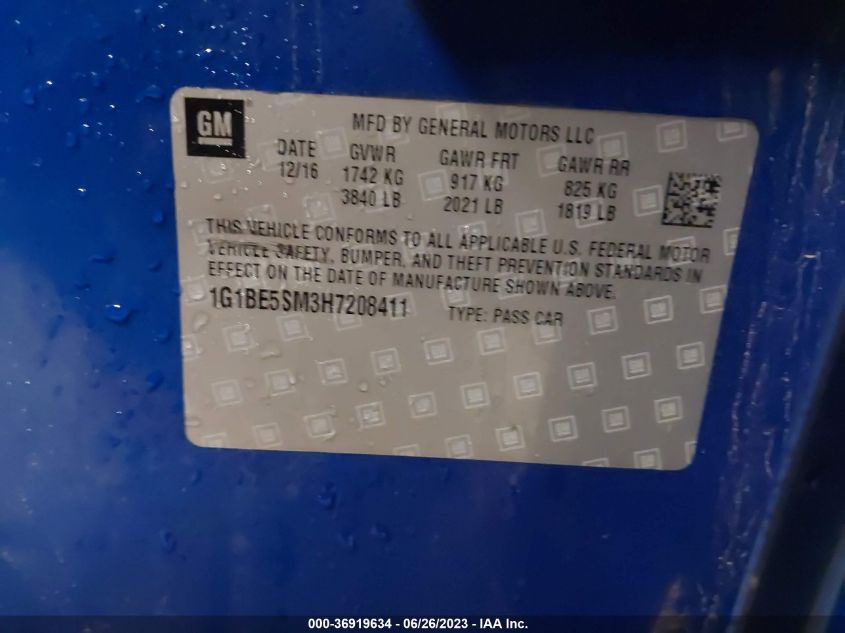 GM
MFD BY GENERAL MOTORS LLC
DATE GVWR GAWR FRT GAWR RR
12/16 1742 KG 917 KG 825 KG
3840 LB 2021 LB 1819 LB
THIS VEHICLE CONFORMS TO ALL APPLICABLE U.S. FEDERAL MOTOR
VEHICLE SAFETY, BUMPER, AND THEFT PREVENTION STANDARDS IN
EFFECT ON THE DATE OF MANUFACTURE SHOWN ABOVE.
1G1BE5SM3H7208411 TYPE: PASS CAR
000-36919634 - 06/26/2023 - IAA Inc.